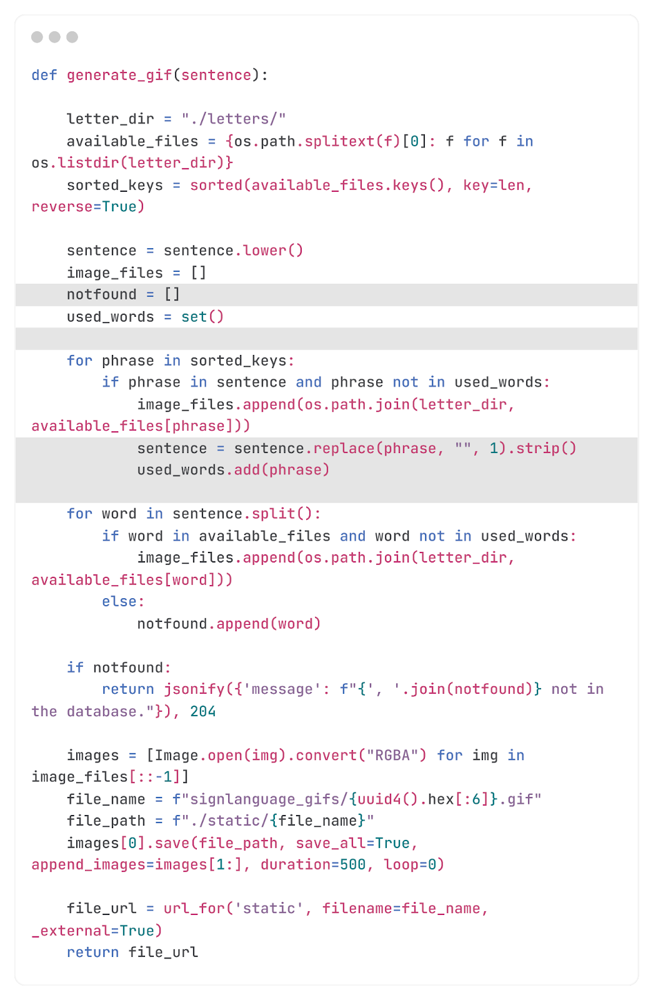 def generate_gif(sentence):
letter_dir = "./letters/"
available_files = {os.path.splitext(f)[0]: f for f in
os.listdir(letter_dir)}
sorted_keys = sorted(available_files.keys(), key=len,
reverse=True)
sentence = sentence.lower()
image_files = []
notfound = []
used_words = set()
for phrase in sorted_keys:
if phrase in sentence and phrase not in used_words:
image_files.append(os.path.join(letter_dir,
available_files[phrase]))
sentence = sentence.replace(phrase, "", 1).strip()
used_words.add(phrase)
for word in sentence.split():
if word in available_files and word not in used_words:
image_files.append(os.path.join(letter_dir,
available_files[word]))
else:
notfound.append(word)
if notfound:
return jsonify({'message': f"{', '.join(notfound)} not in
the database."}), 204
images = [Image.open(img).convert("RGBA") for img in
image_files[::-1]]
file_name = f"signlanguage_gifs/{uuid4().hex[:6]}.gif"
file_path = f"./static/{file_name}"
images[0].save(file_path, save_all=True,
append_images=images[1:], duration=500, loop=0)
file_url = url_for('static', filename=file_name,
_external=True)
return file_url